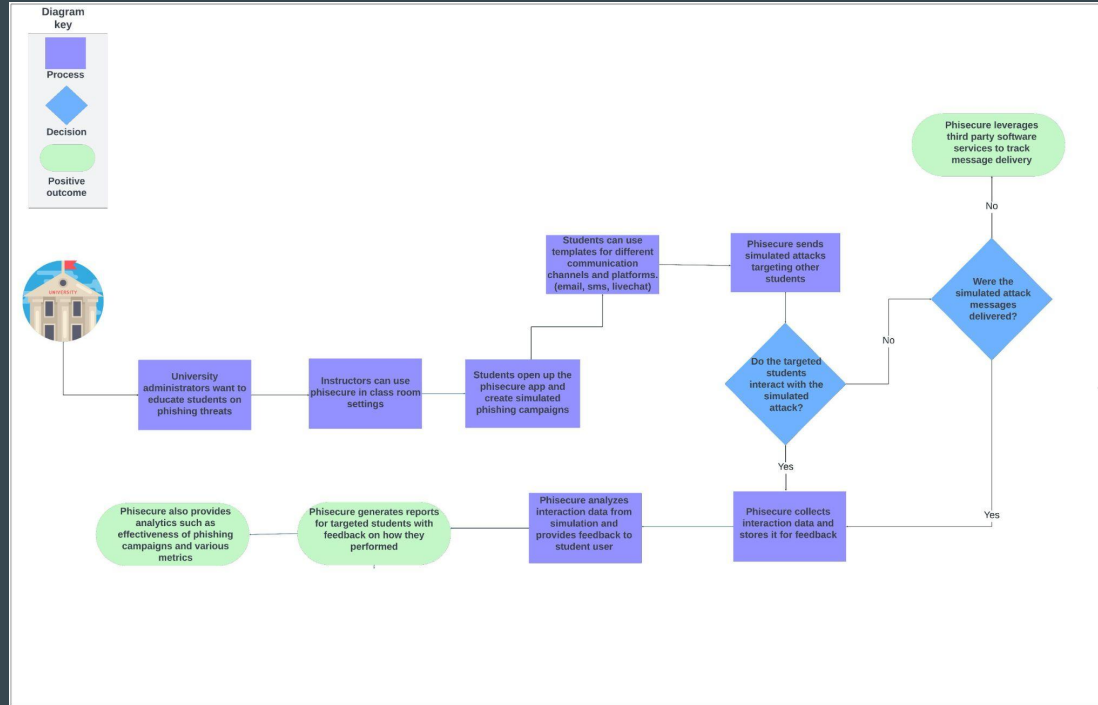 Diagram
key
Process
Decision
Positive
outcome
UNIVERSITY
University
administrators want to
educate students on
phishing threats
Instructors can use
phisecure in class room
settings
Students open up the
phisecure app and
create simulated
phishing campaigns
Students can use
templates for different
communication
channels and platforms.
(email, sms, livechat)
Phisecure sends
simulated attacks
targeting other
students
Do the targeted
students
interact with the
simulated
attack?
No
Were the
simulated attack
messages
delivered?
No
Phisecure leverages
third party software
services to track
message delivery
Yes
Yes
Phisecure collects
interaction data and
stores it for feedback
Phisecure analyzes
interaction data from
simulation and
provides feedback to
student user
Phisecure generates reports
for targeted students with
feedback on how they
performed
Phisecure also provides
analytics such as
effectiveness of phishing
campaigns and various
metrics